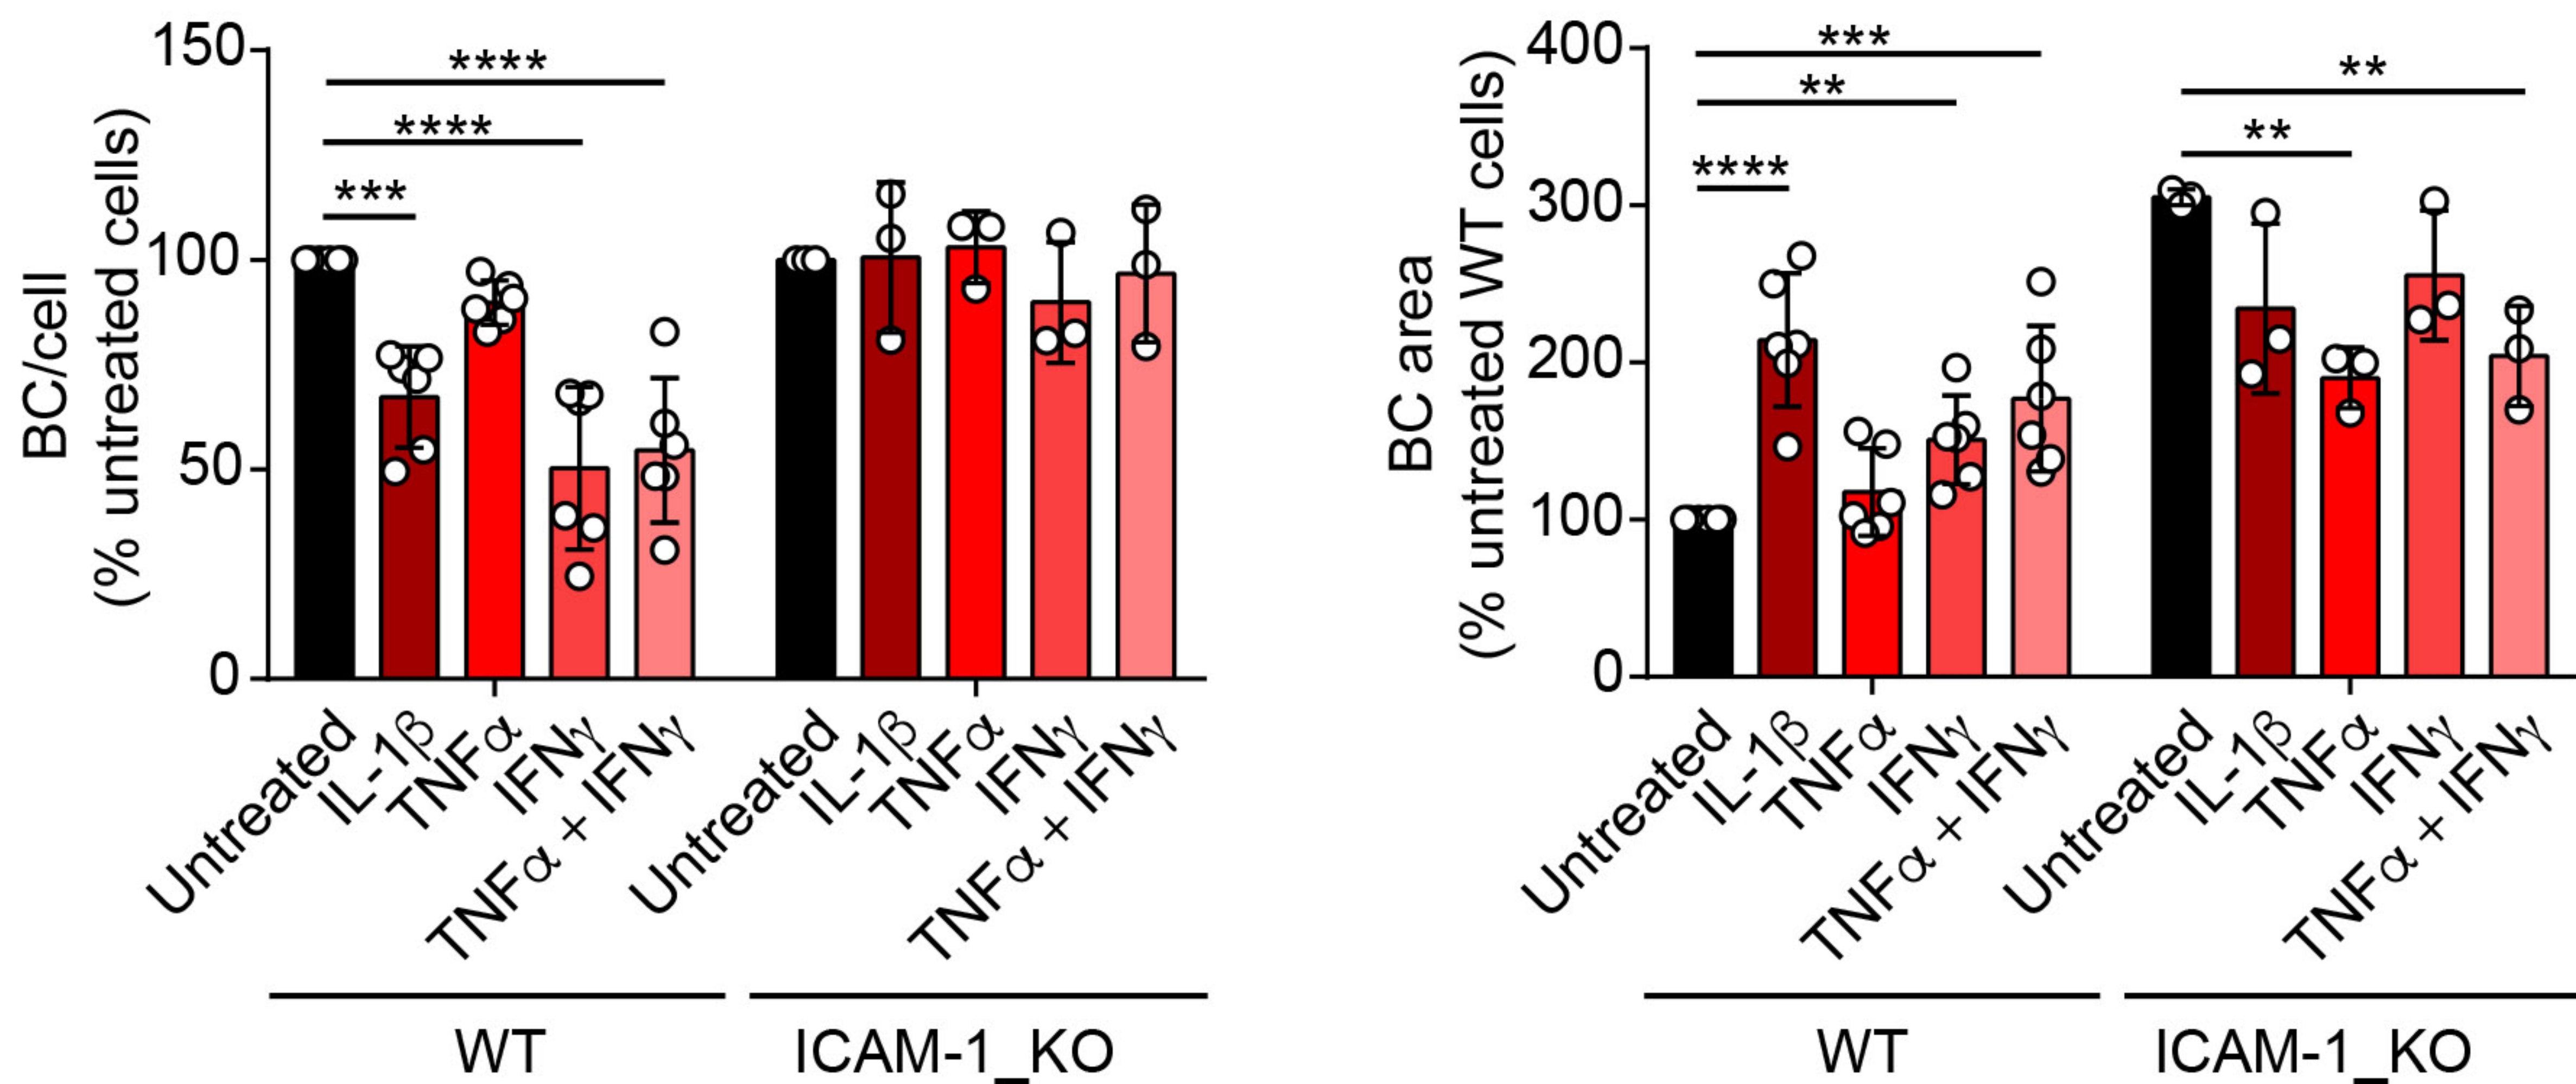 BC/cell
(% untreated cells)
150
100
50
0
****
****
***
Untreated
IL-1β
TNFα
IFNγ
TNFα + IFNγ
Untreated
IL-1β
TNFα
IFNγ
TNFα + IFNγ
WT
ICAM-1_KO
BC area
(% untreated WT cells)
400
300
200
100
0
***
**
****
**
**
Untreated
IL-1β
TNFα
IFNγ
TNFα + IFNγ
Untreated
IL-1β
TNFα
IFNγ
TNFα + IFNγ
WT
ICAM-1_KO